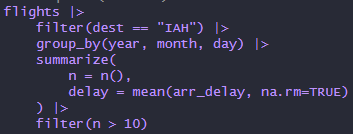 flights |>
    filter(dest == "IAH") |>
    group_by(year, month, day) |>
    summarize(
        n = n(),
        delay = mean(arr_delay, na.rm=TRUE)
    ) |>
    filter(n > 10)